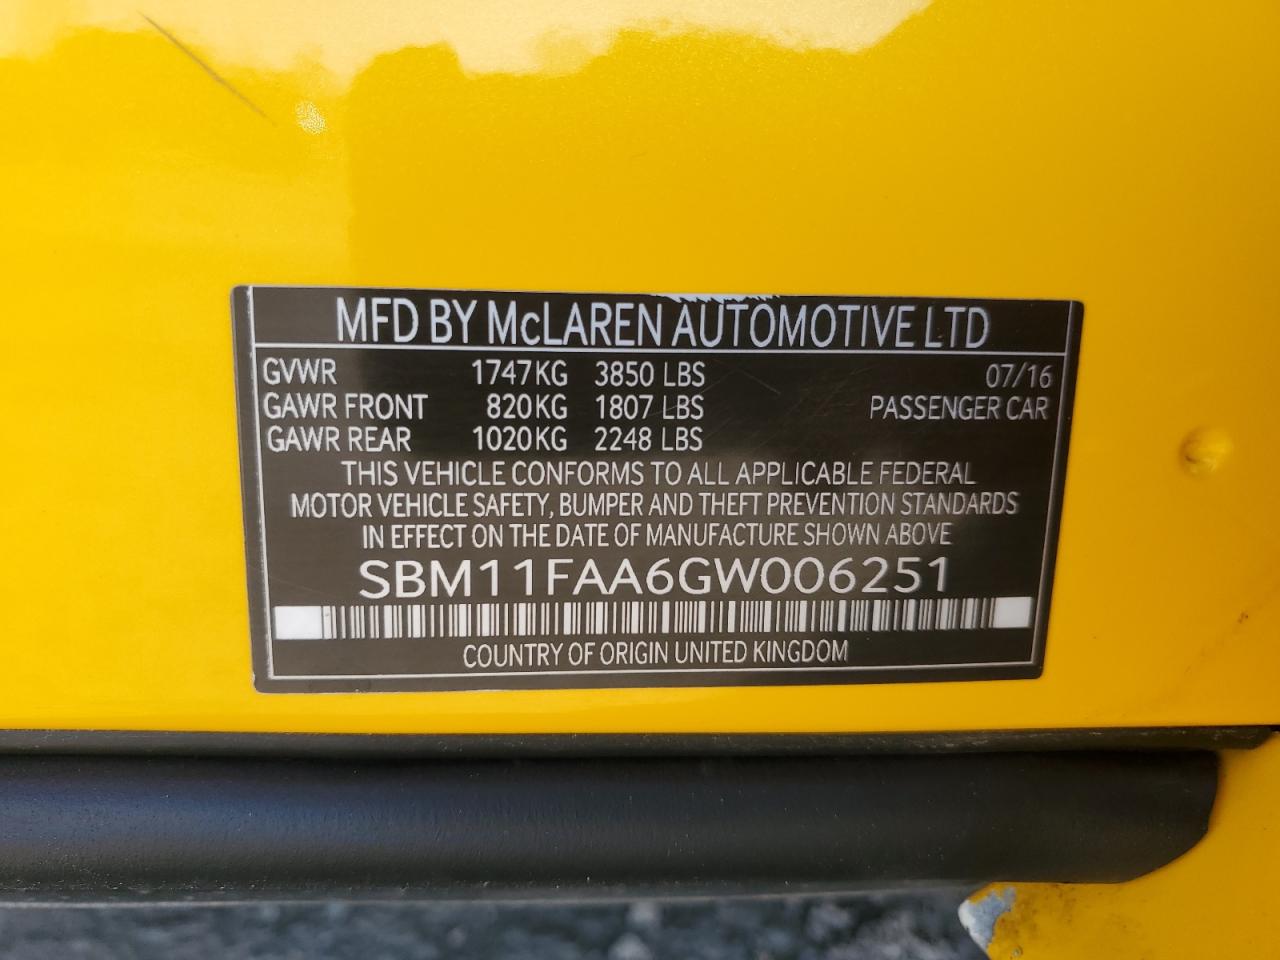 MFD BY McLAREN AUTOMOTIVE LTD
GVWR 1747KG 3850 LBS 07/16
GAWR FRONT 820KG 1807 LBS PASSENGER CAR
GAWR REAR 1020KG 2248 LBS
THIS VEHICLE CONFORMS TO ALL APPLICABLE FEDERAL
MOTOR VEHICLE SAFETY, BUMPER AND THEFT PREVENTION STANDARDS
IN EFFECT ON THE DATE OF MANUFACTURE SHOWN ABOVE
SBM11FAA6GW006251
COUNTRY OF ORIGIN UNITED KINGDOM